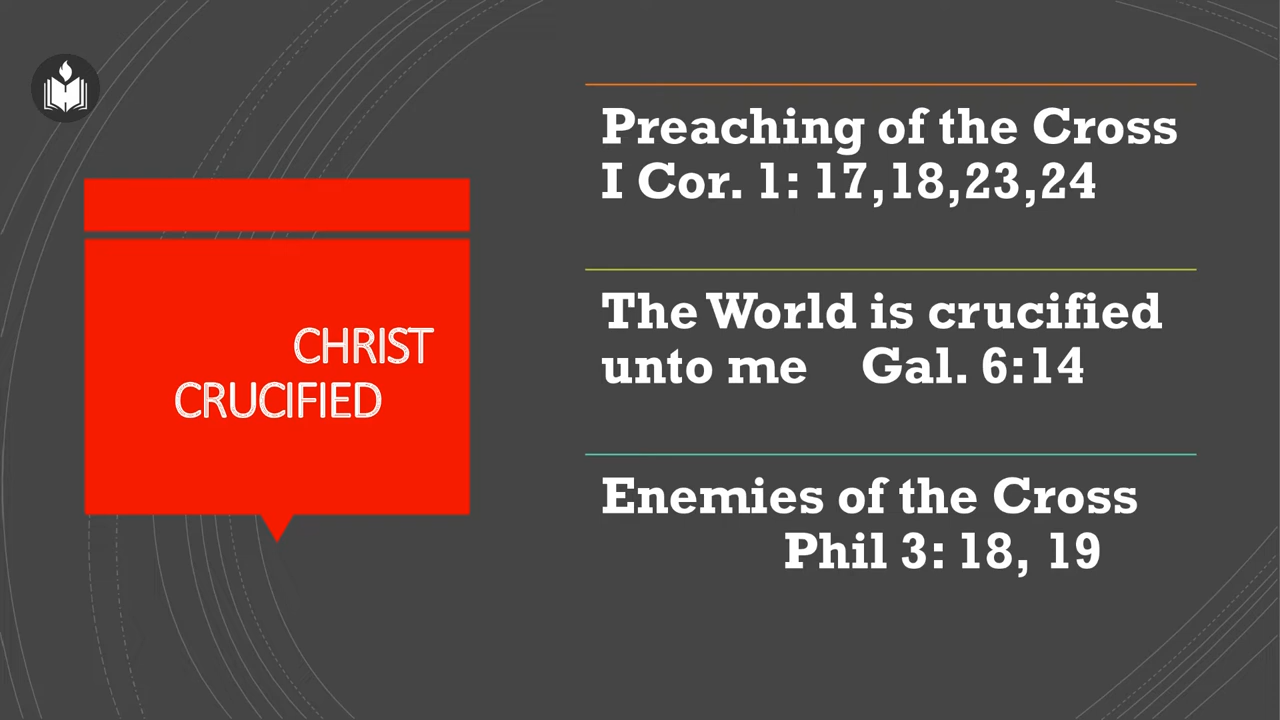 CHRIST
CRUCIFIED
Preaching of the Cross
I Cor. 1: 17,18,23,24
The World is crucified
unto me Gal. 6:14
Enemies of the Cross
Phil 3: 18, 19